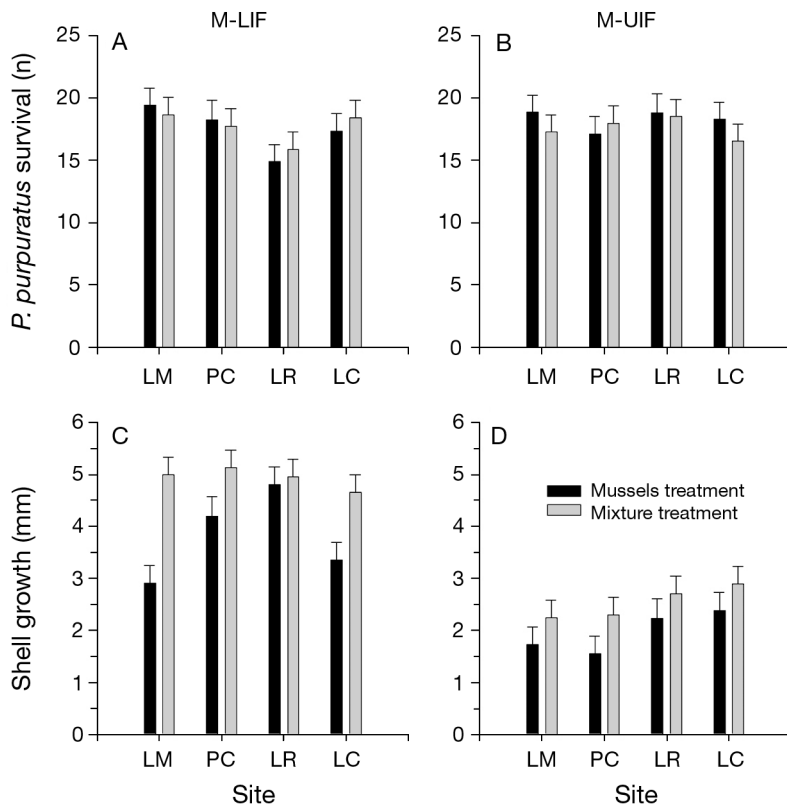 M-LIF
M-UIF
P. purpuratus survival (n)
A
25
20
15
10
5
0
LM PC LR LC
B
25
20
15
10
5
0
LM PC LR LC
Shell growth (mm)
C
6
5
4
3
2
1
0
LM PC LR LC
Site
D
6
5
4
3
2
1
0
Mussels treatment
Mixture treatment
LM PC LR LC
Site